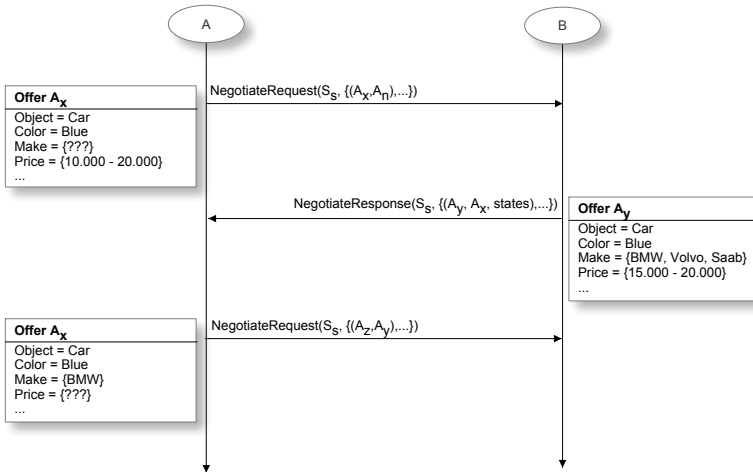 A
B
NegotiateRequest(Ss, {(Ax,An),...})
Offer Ax
Object = Car
Color = Blue
Make = {???}
Price = {10.000 - 20.000}
...
NegotiateResponse(Ss, {(Ay, Ax, states),...})
Offer Ay
Object = Car
Color = Blue
Make = {BMW, Volvo, Saab}
Price = {15.000 - 20.000}
...
NegotiateRequest(Ss, {(Az,Ay),...})
Offer Ax
Object = Car
Color = Blue
Make = {BMW}
Price = {???}
...